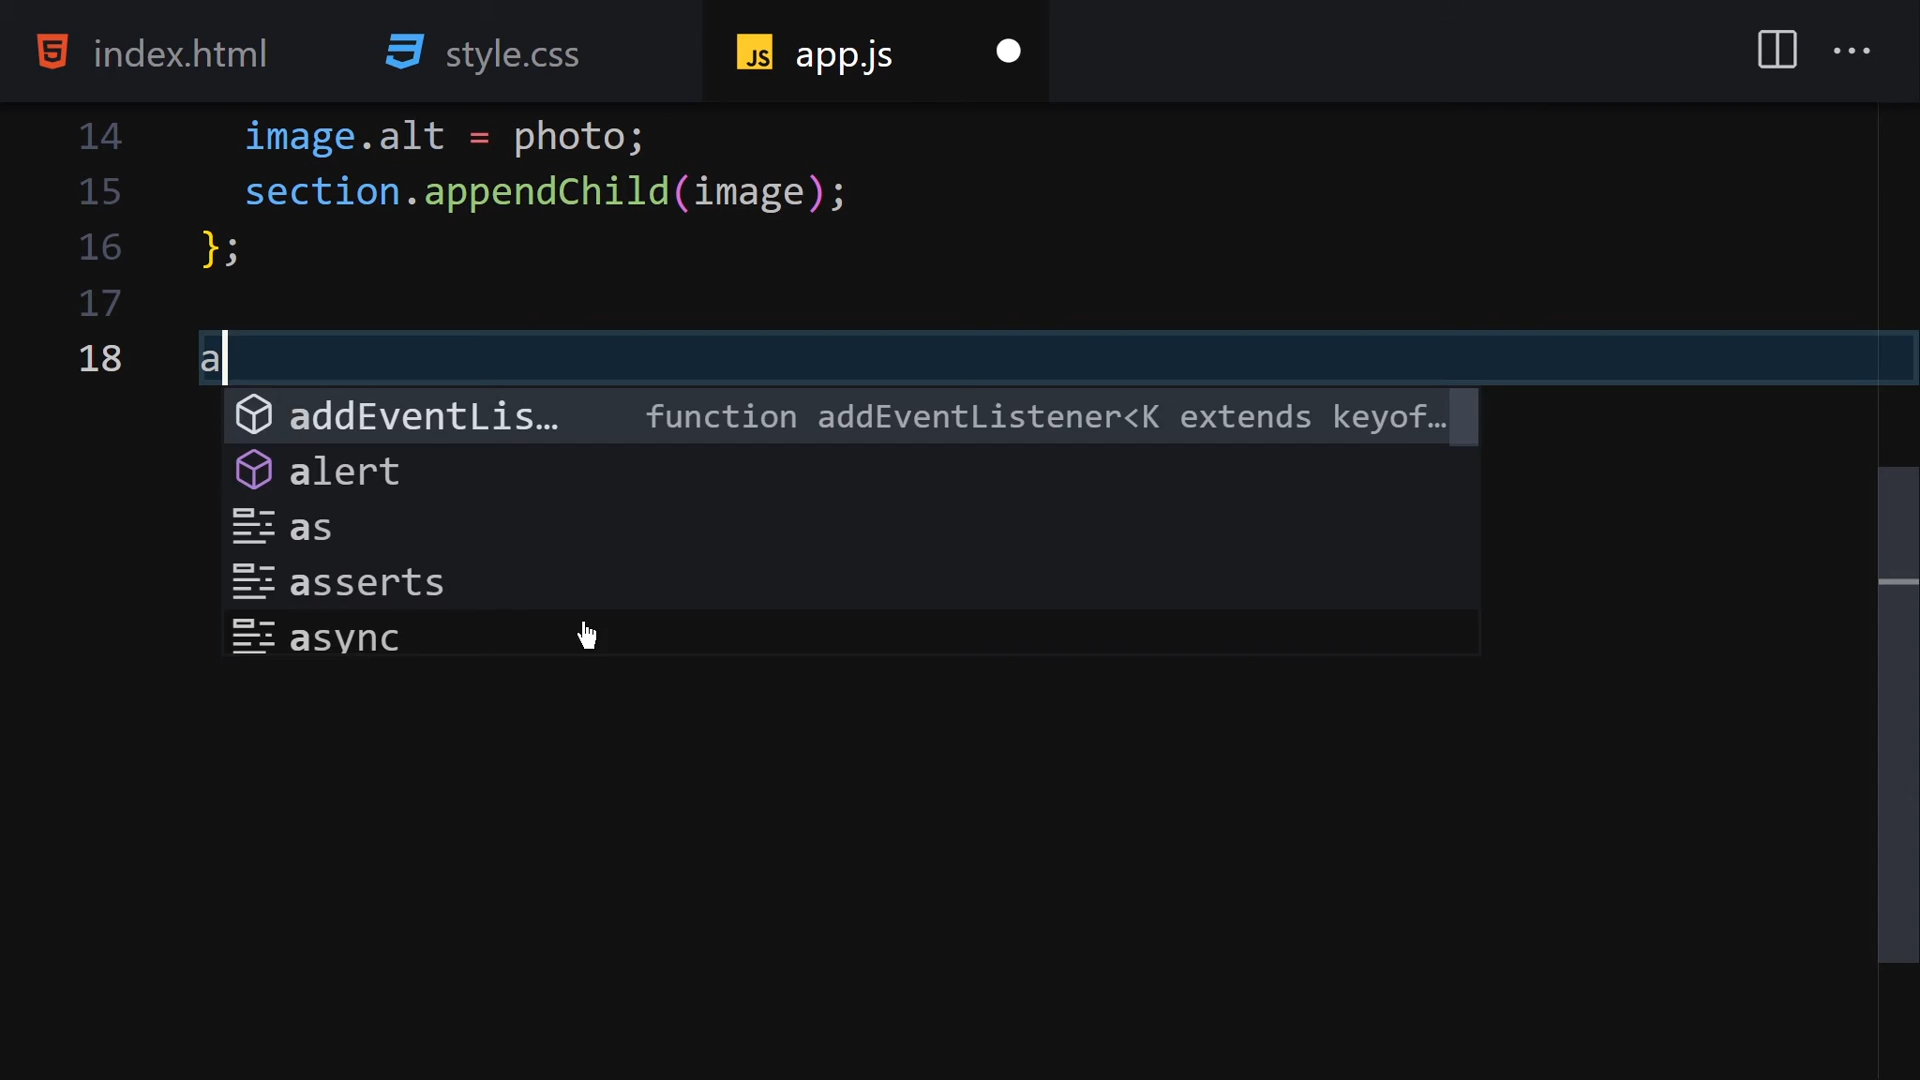 index.html style.css JS app.js
14 image.alt = photo;
15 section.appendChild(image);
16 };
17
18 a
addEventLis… function addEventListener<K extends keyof…
alert
as
asserts
async